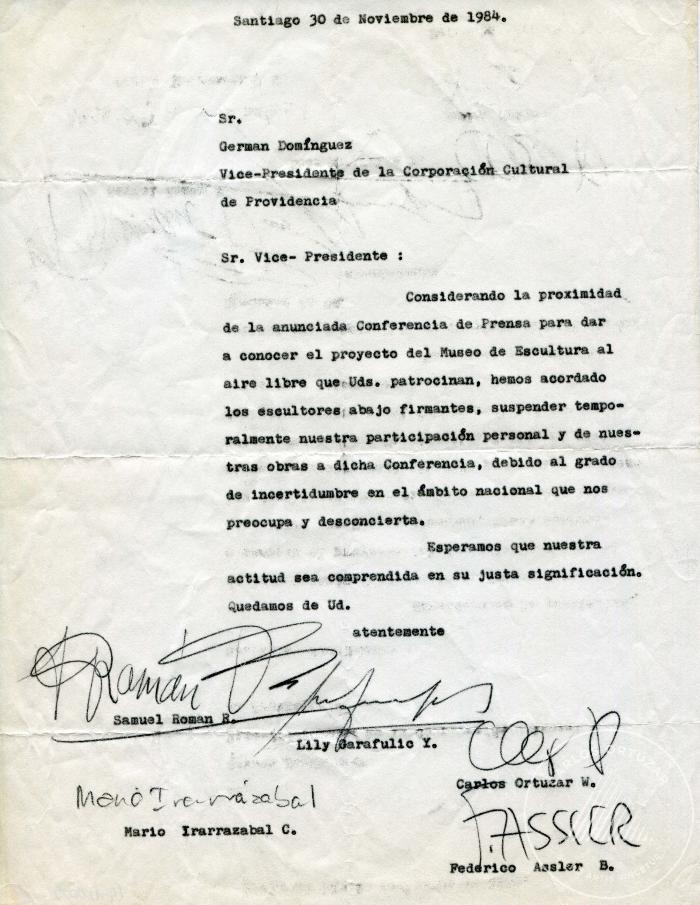 Santiago 30 de Noviembre de 1984.
Sr.
German Domínguez
Vice-Presidente de la Corporación Cultural
de Providencia
Sr. Vice- Presidente :
Considerando la proximidad
de la anunciada Conferencia de Prensa para dar
a conocer el proyecto del Museo de Escultura al
aire libre que Uds. patrocinan, hemos acordado
los escultores abajo firmantes, suspender tempo-
ralmente nuestra participación personal y de nues-
tras obras a dicha Conferencia, debido al grado
de incertidumbre en el ámbito nacional que nos
preocupa y desconcierta.
Esperamos que nuestra
actitud sea comprendida en su justa significación.
Quedamos de Ud.
atentemente
Roman
Samuel Roman R.
Lily Garafulic Y.
Carlos Ortuzar W.
Mario Irarrázabal
Mario Irarrazabal C.
F. ASSLER
Federico Assler B.